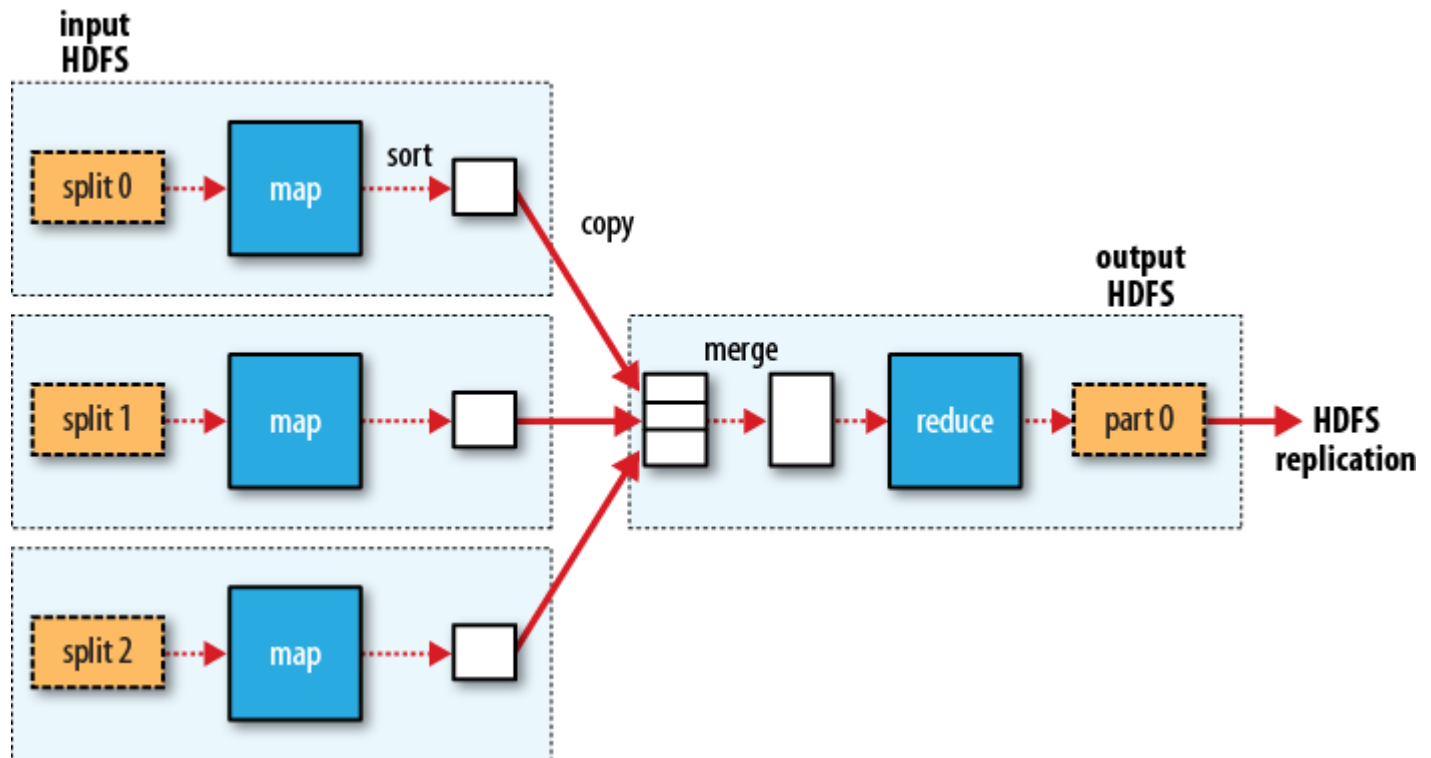 input
HDFS
split 0
map
sort
copy
split 1
map
split 2
map
merge
reduce
output
HDFS
part 0
HDFS
replication